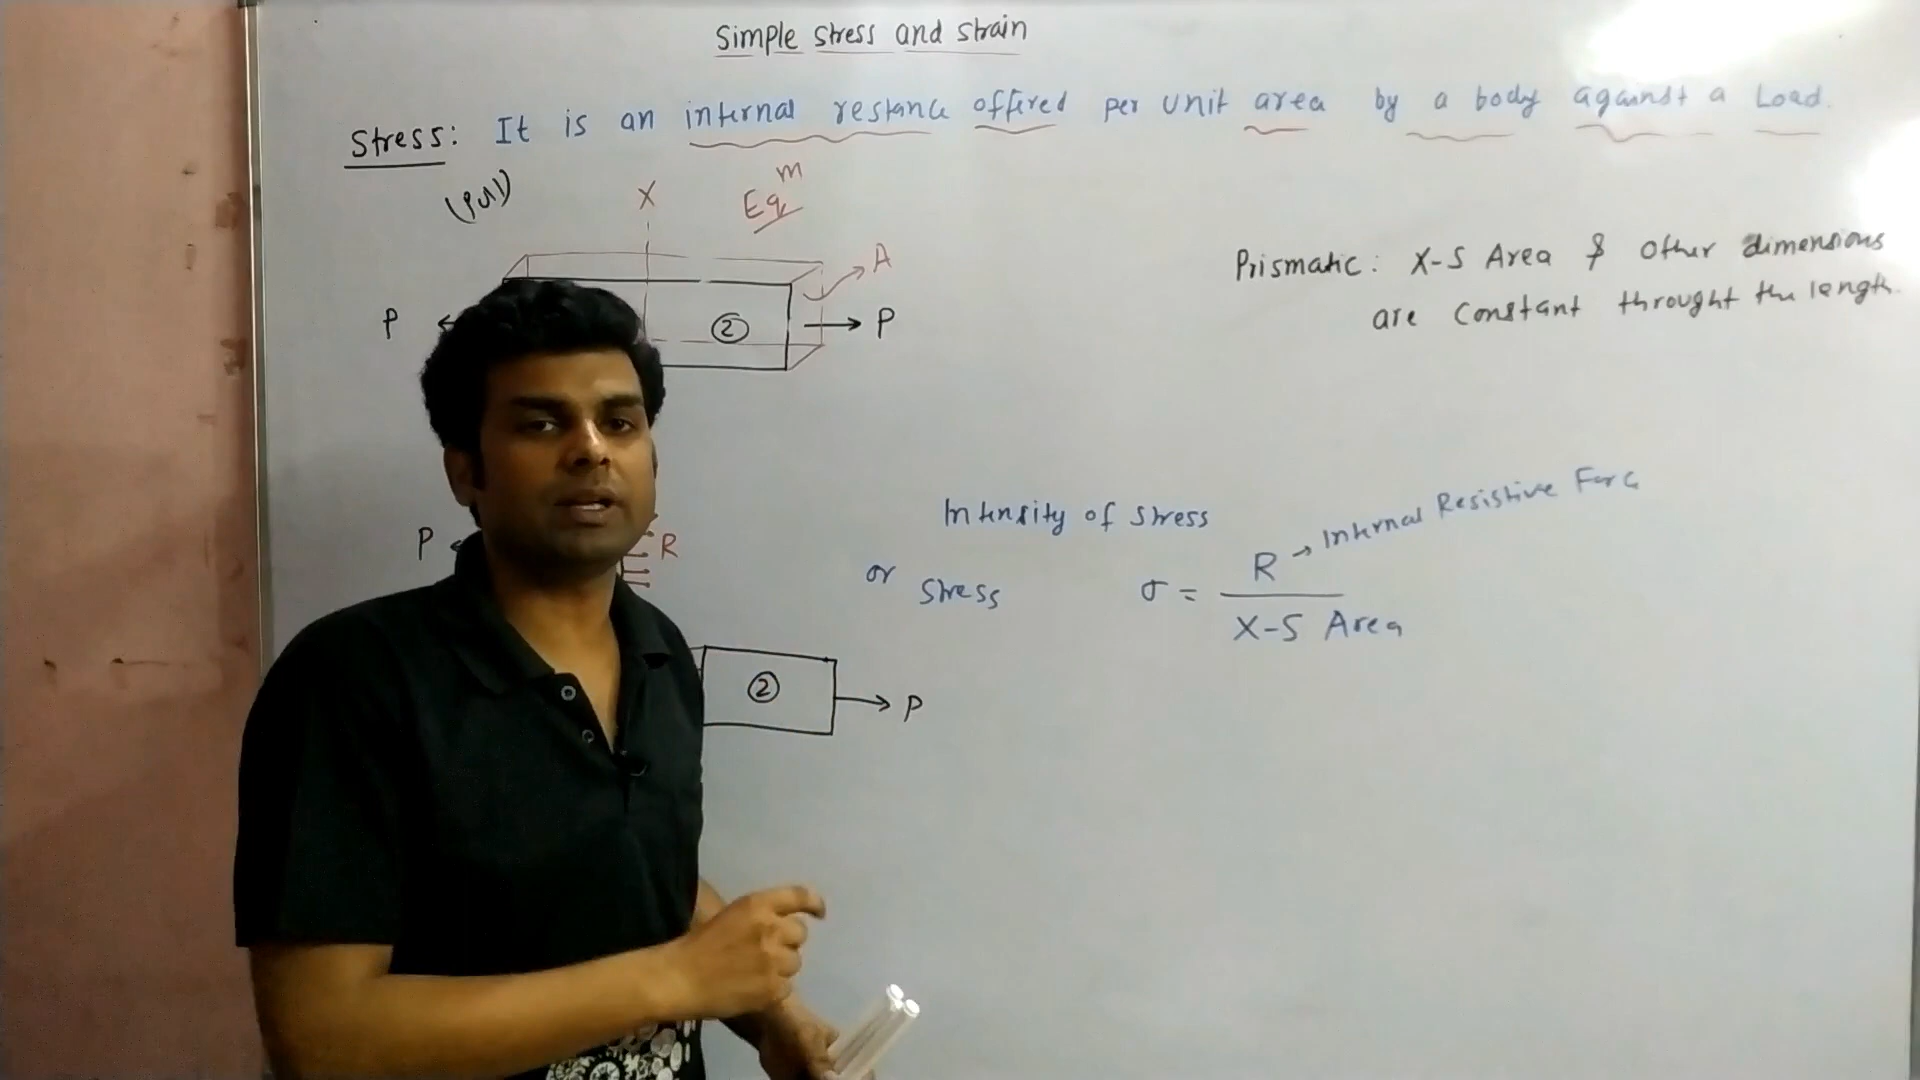 Simple stress and strain
Stress: It is an internal restance offered per unit area by a body against a Load.
(pull)
X
Eqm
A
P
②
P
Prismatic: X-S Area & other dimensions
are constant throught the length.
P
R
Intensity of stress
or stress
σ = R / X-S Area
→ Internal Resistive Force
②
P